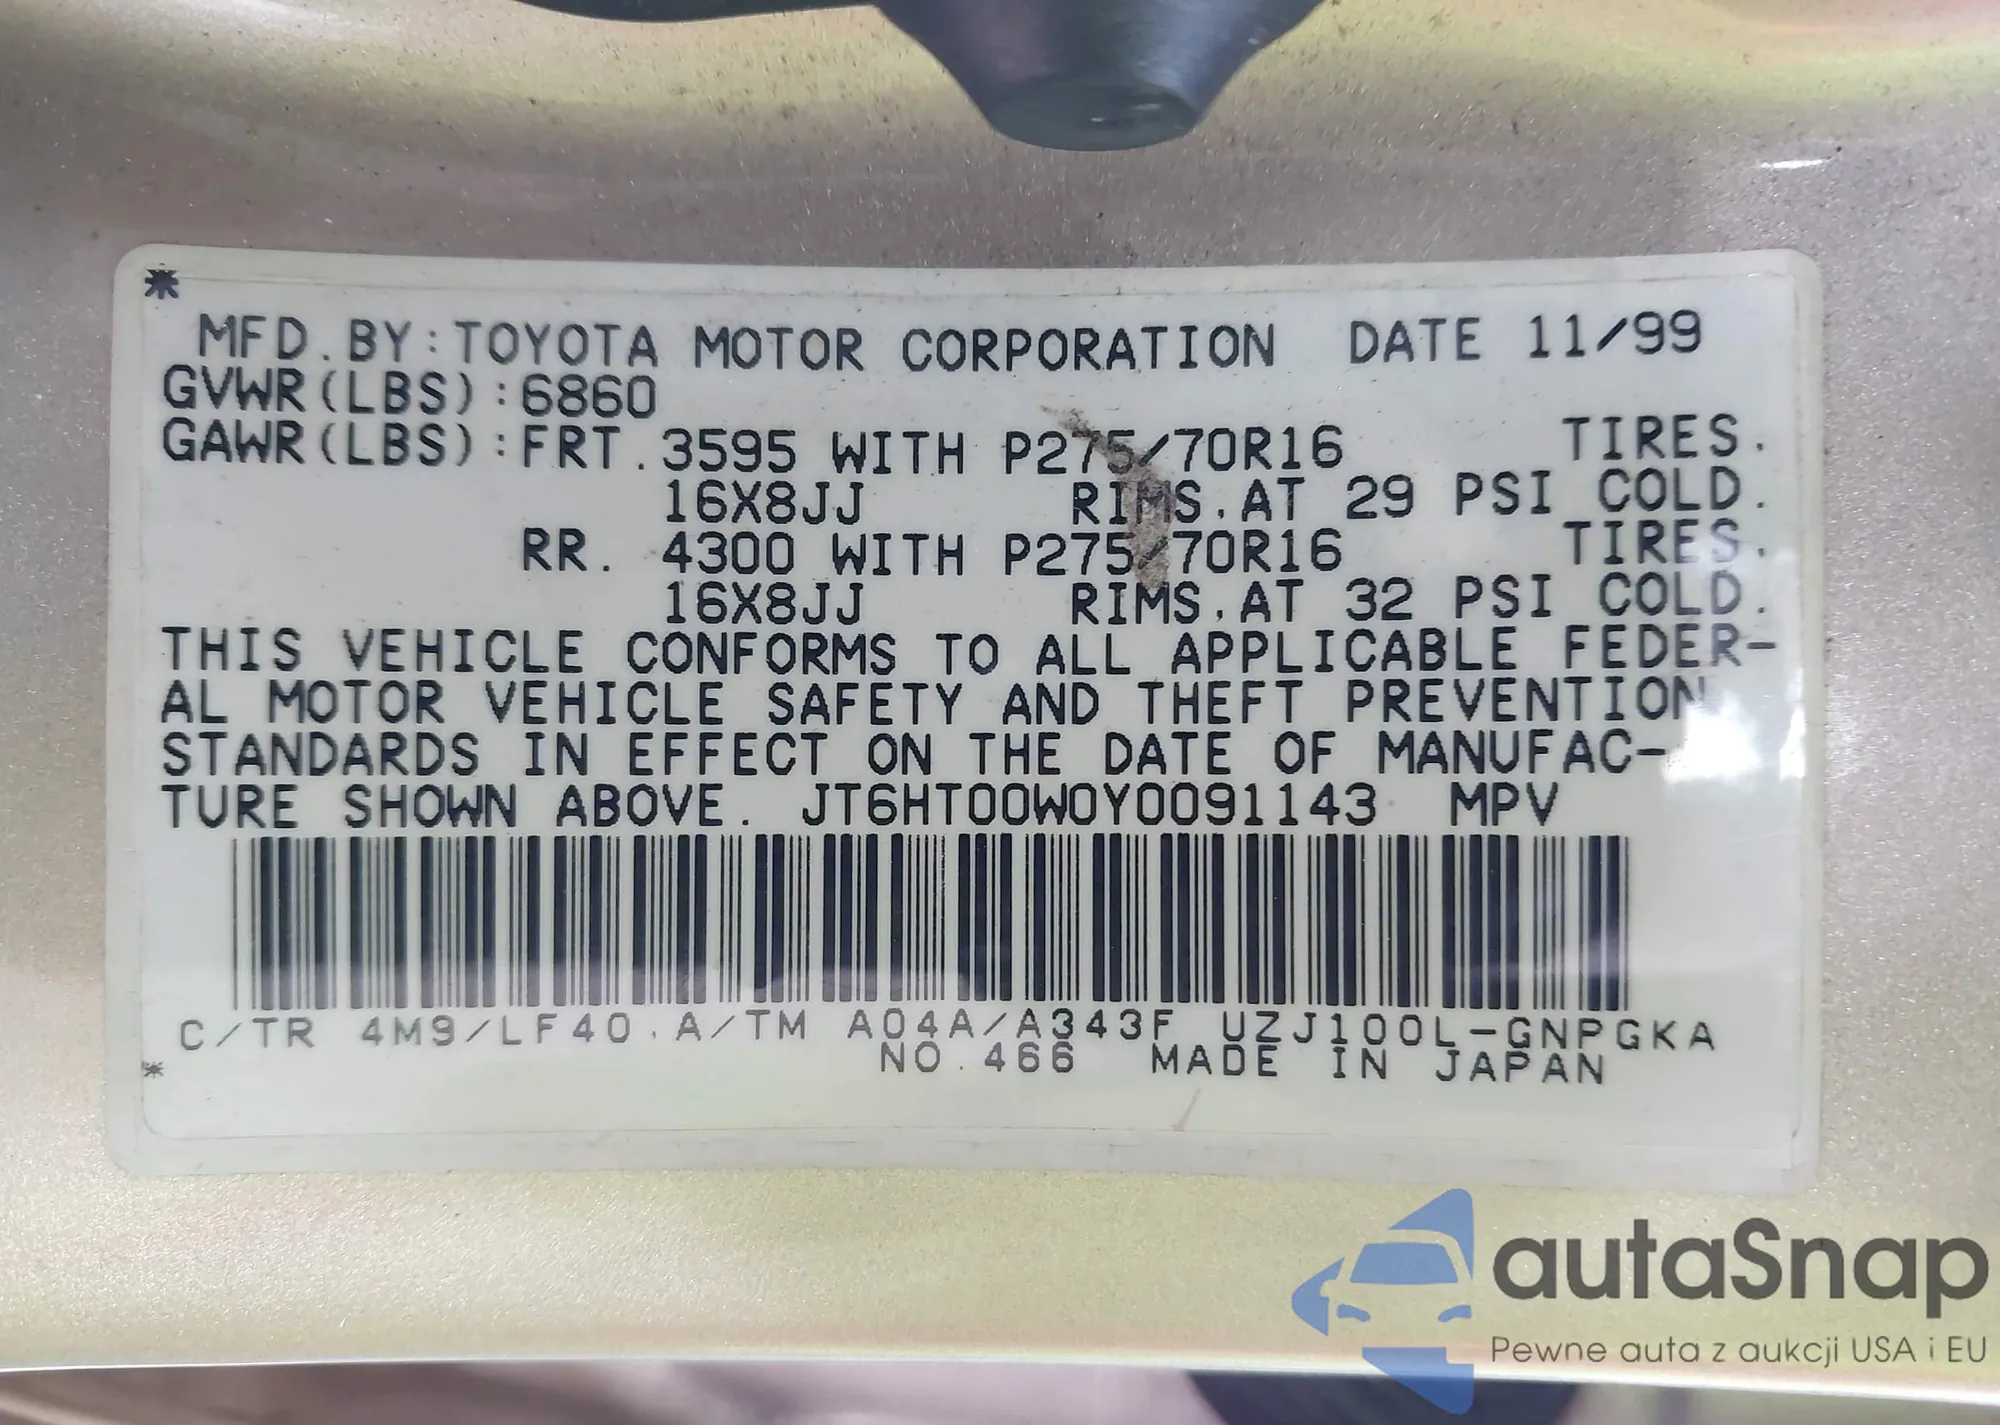 MFD.BY:TOYOTA MOTOR CORPORATION DATE 11/99
GVWR(LBS):6860
GAWR(LBS):FRT.3595 WITH P275/70R16 TIRES.
16X8JJ RIMS.AT 29 PSI COLD.
RR. 4300 WITH P275/70R16 TIRES.
16X8JJ RIMS.AT 32 PSI COLD.
THIS VEHICLE CONFORMS TO ALL APPLICABLE FEDER-
AL MOTOR VEHICLE SAFETY AND THEFT PREVENTION
STANDARDS IN EFFECT ON THE DATE OF MANUFAC-
TURE SHOWN ABOVE. JT6HT00W0Y0091143 MPV
C/TR 4M9/LF40.A/TM A04A/A343F UZJ100L-GNPGKA
NO.466 MADE IN JAPAN
autaSnap
Pewne auta z aukcji USA i EU